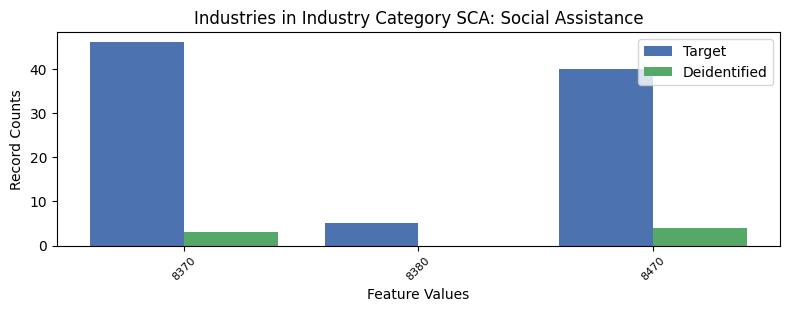 Industries in Industry Category SCA: Social Assistance
Target
Deidentified
Record Counts
40
30
20
10
0
8370
8380
8470
Feature Values